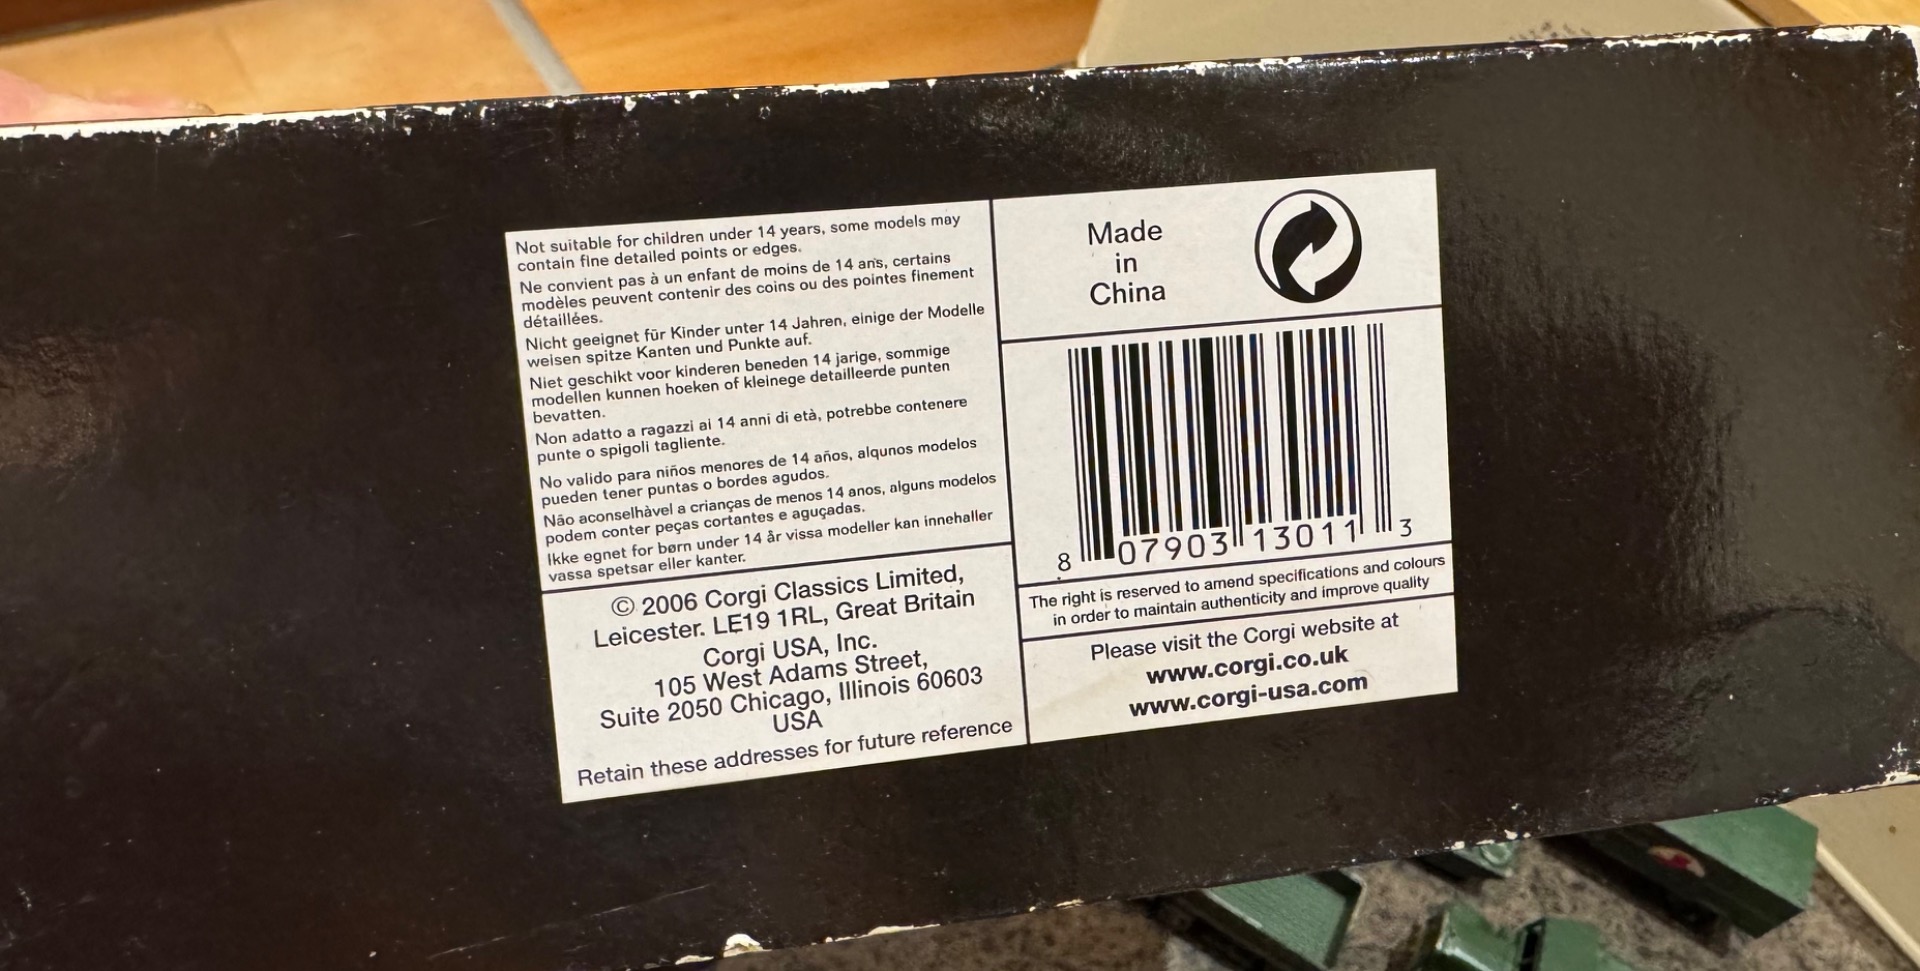 Not suitable for children under 14 years, some models may
contain fine detailed points or edges.
Ne convient pas à un enfant de moins de 14 ans, certains
modèles peuvent contenir des coins ou des pointes finement
détaillées.
Nicht geeignet für Kinder unter 14 Jahren, einige der Modelle
weisen spitze Kanten und Punkte auf.
Niet geschikt voor kinderen beneden 14 jarige, sommige
modellen kunnen hoeken of kleinege detailleerde punten
bevatten.
Non adatto a ragazzi ai 14 anni di età, potrebbe contenere
punte o spigoli tagliente.
No valido para niños menores de 14 años, alqunos modelos
pueden tener puntas o bordes agudos.
Não aconselhàvel a crianças de menos 14 anos, alguns modelos
podem conter peças cortantes e aguçadas.
Ikke egnet for børn under 14 år vissa modeller kan innehaller
vassa spetsar eller kanter.
© 2006 Corgi Classics Limited,
Leicester. LE19 1RL, Great Britain
Corgi USA, Inc.
105 West Adams Street,
Suite 2050 Chicago, Illinois 60603
USA
Retain these addresses for future reference
Made
in
China
8 07903 13011 3
The right is reserved to amend specifications and colours
in order to maintain authenticity and improve quality
Please visit the Corgi website at
www.corgi.co.uk
www.corgi-usa.com